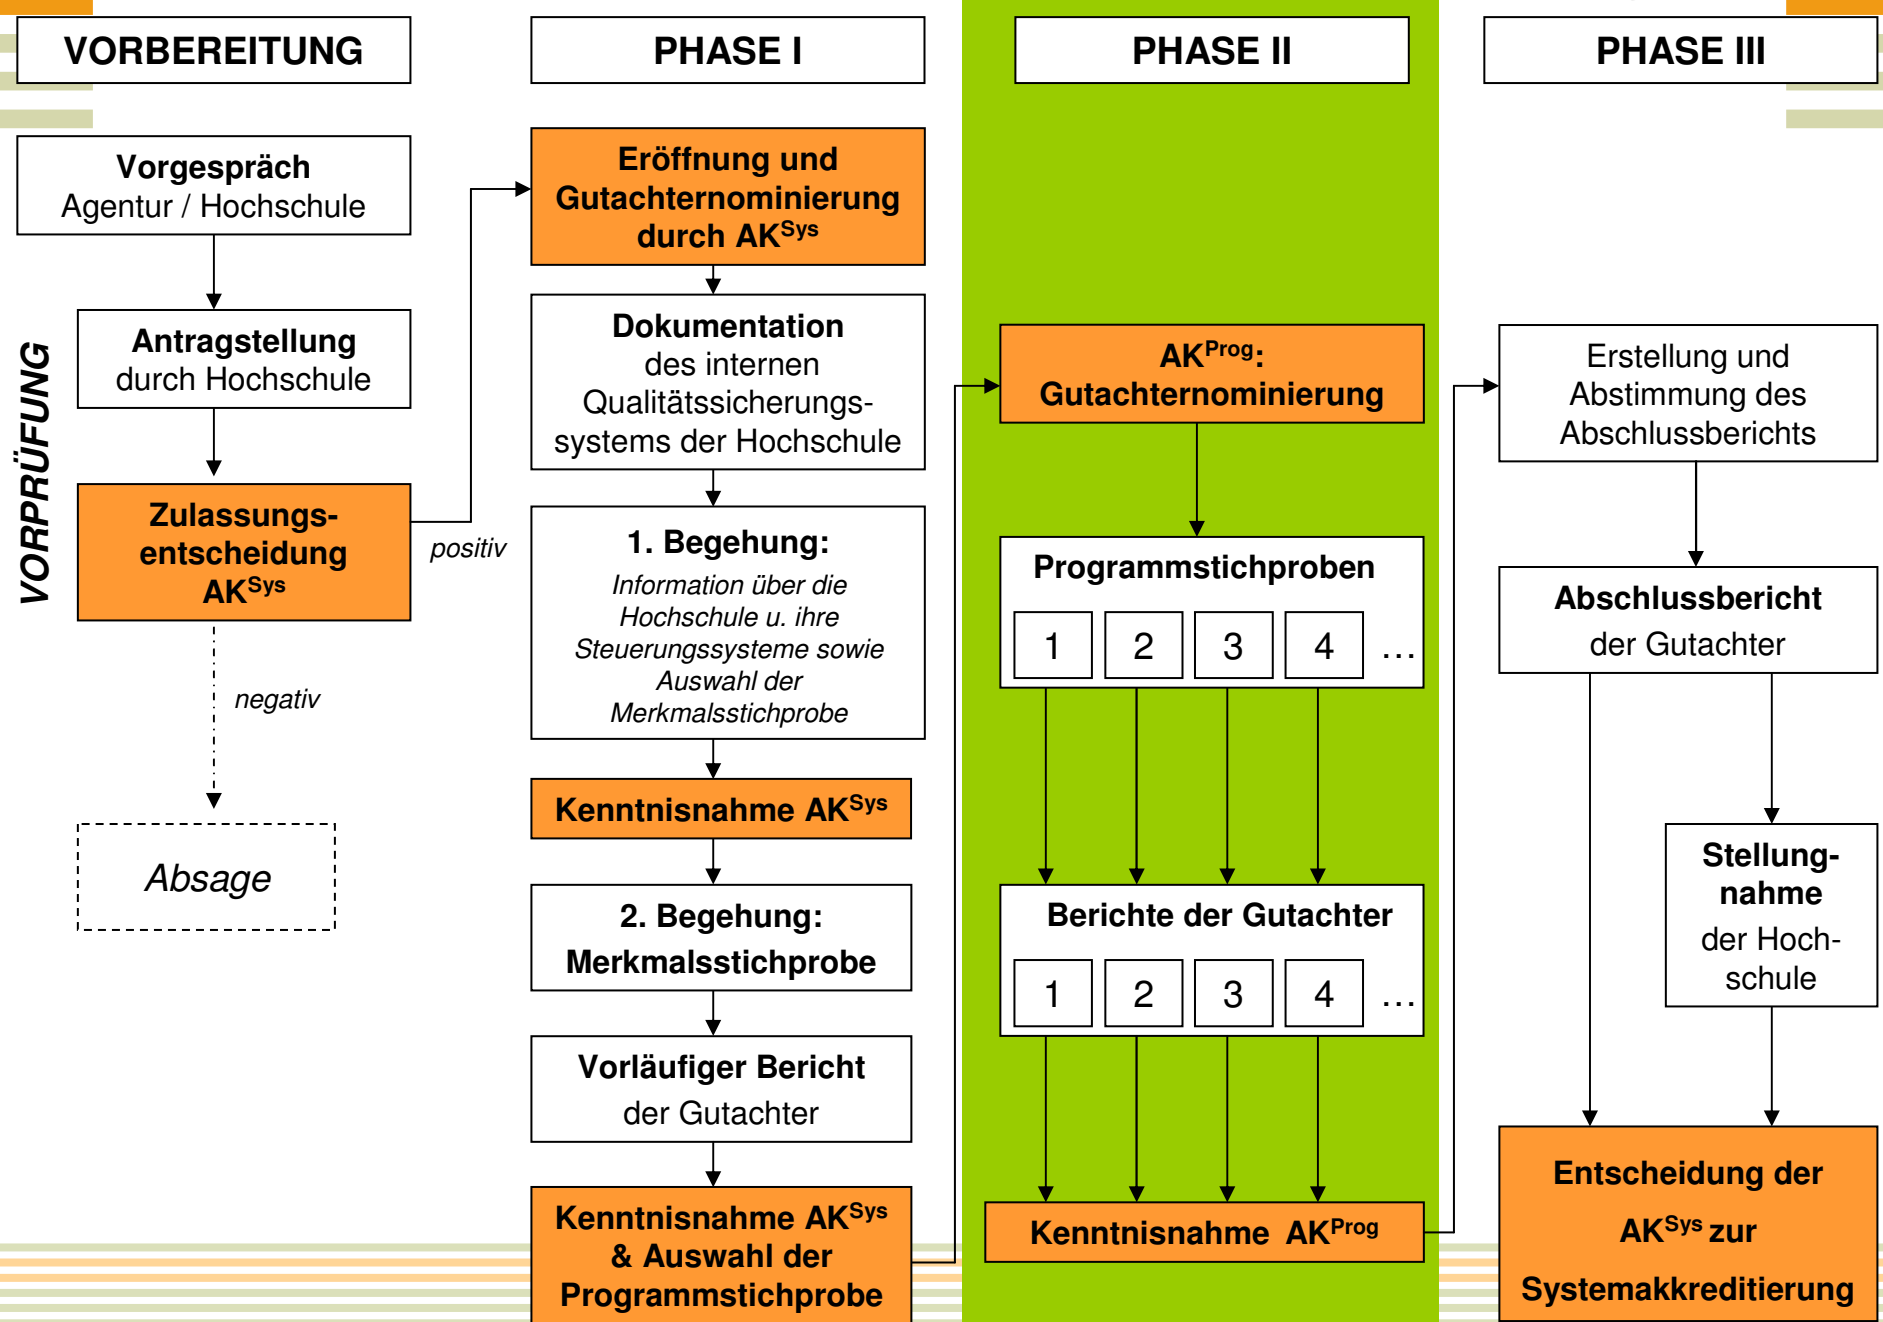 VORBEREITUNG
Vorgespräch
Agentur / Hochschule
VORPRÜFUNG
Antragstellung
durch Hochschule
Zulassungs-
entscheidung
AKSys
positiv
negativ
Absage
PHASE I
Eröffnung und
Gutachternominierung
durch AKSys
Dokumentation
des internen
Qualitätssicherungs-
systems der Hochschule
1. Begehung:
Information über die
Hochschule u. ihre
Steuerungssysteme sowie
Auswahl der
Merkmalsstichprobe
Kenntnisnahme AKSys
2. Begehung:
Merkmalsstichprobe
Vorläufiger Bericht
der Gutachter
Kenntnisnahme AKSys
& Auswahl der
Programmstichprobe
PHASE II
AKProg:
Gutachternominierung
Programmstichproben
1 2 3 4 …
Berichte der Gutachter
1 2 3 4 …
Kenntnisnahme AKProg
PHASE III
Erstellung und
Abstimmung des
Abschlussberichts
Abschlussbericht
der Gutachter
Stellung-
nahme
der Hoch-
schule
Entscheidung der
AKSys zur
Systemakkreditierung